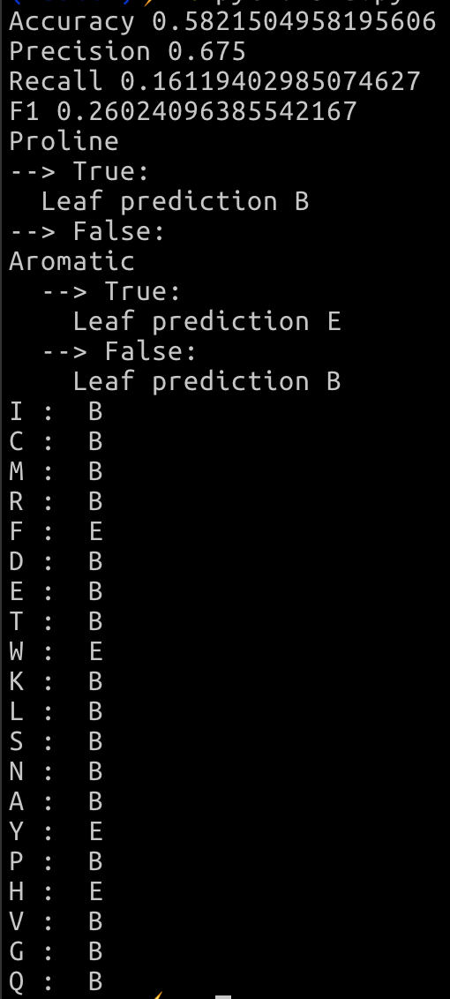 Accuracy 0.5821504958195606
Precision 0.675
Recall 0.16119402985074627
F1 0.26024096385542167
Proline
--> True:
  Leaf prediction B
--> False:
Aromatic
  --> True:
    Leaf prediction E
  --> False:
    Leaf prediction B
I :  B
C :  B
M :  B
R :  B
F :  E
D :  B
E :  B
T :  B
W :  E
K :  B
L :  B
S :  B
N :  B
A :  B
Y :  E
P :  B
H :  E
V :  B
G :  B
Q :  B